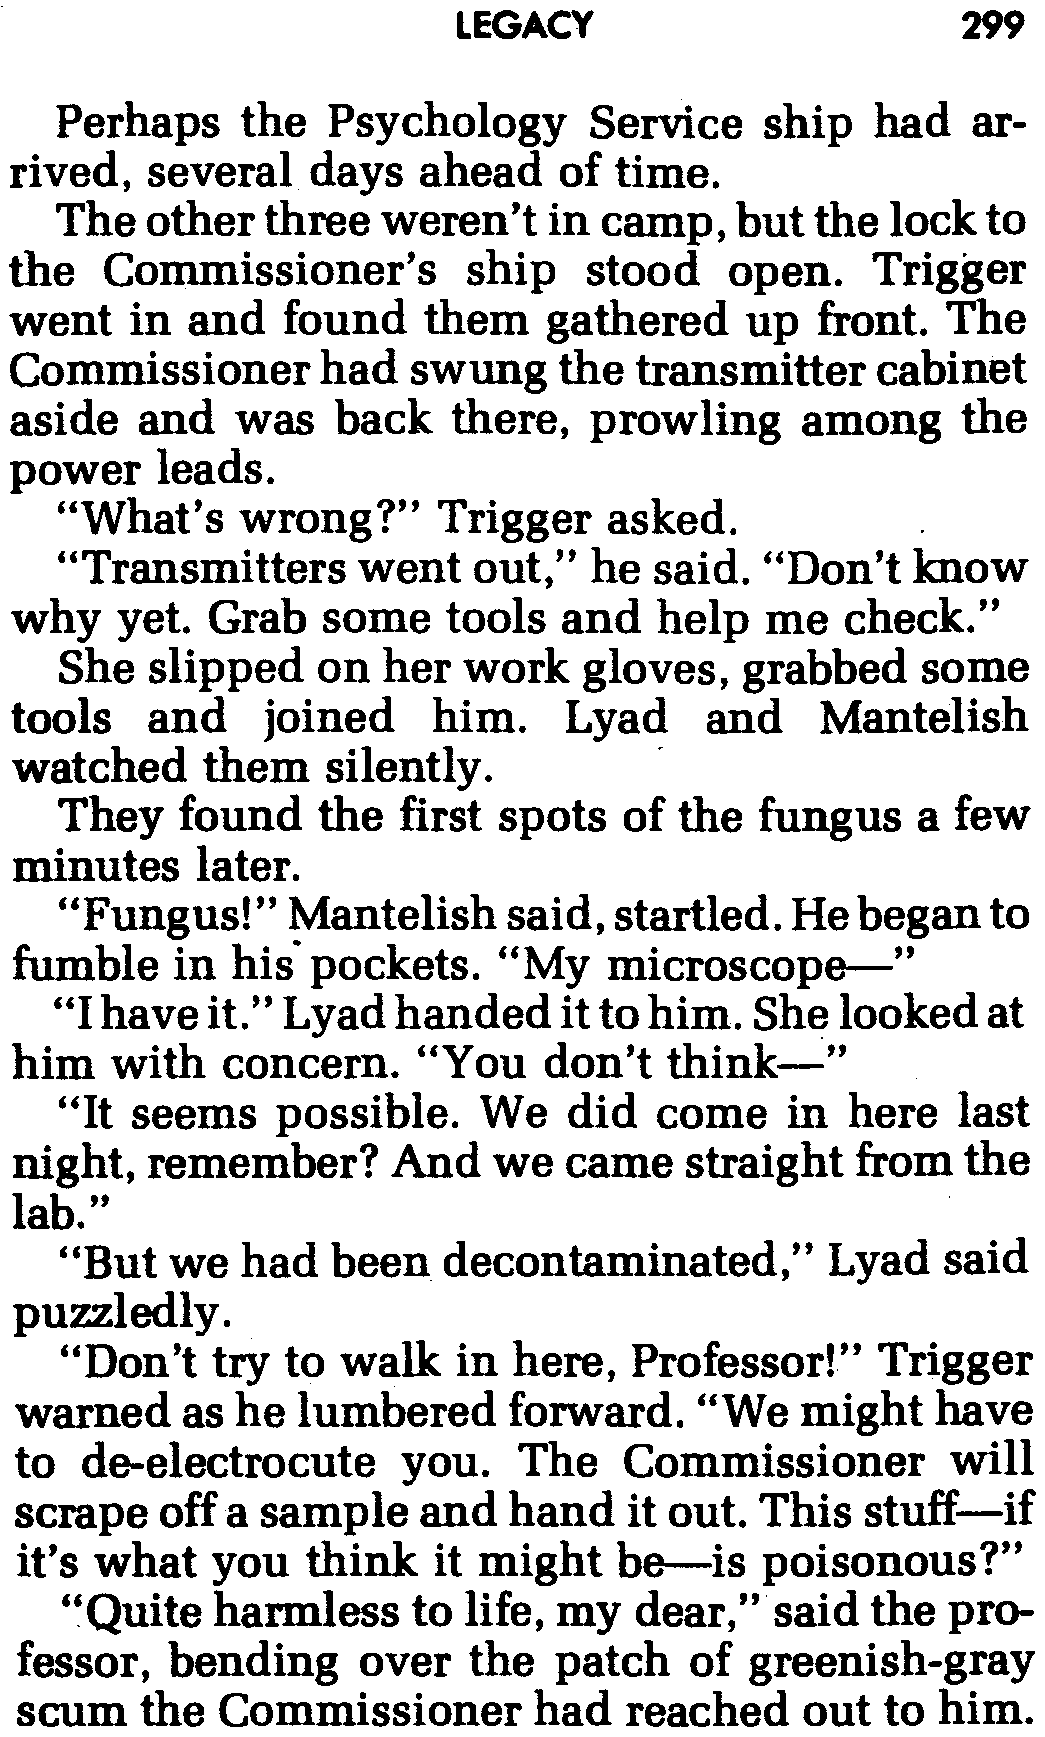 LEGACY 299
Perhaps the Psychology Service ship had ar-
rived, several days ahead of time.
The other three weren't in camp, but the lock to
the Commissioner's ship stood open. Trigger
went in and found them gathered up front. The
Commissioner had swung the transmitter cabinet
aside and was back there, prowling among the
power leads.
“What's wrong?” Trigger asked.
“Transmitters went out,” he said. “Don't know
why yet. Grab some tools and help me check.”
She slipped on her work gloves, grabbed some
tools and joined him. Lyad and Mantelish
watched them silently.
They found the first spots of the fungus a few
minutes later.
“Fungus!” Mantelish said, startled. He began to
fumble in his pockets. “My microscope—”
“I have it.” Lyad handed it to him. She looked at
him with concern. “You don't think—”
“It seems possible. We did come in here last
night, remember? And we came straight from the
lab.”
“But we had been decontaminated,” Lyad said
puzzledly.
“Don't try to walk in here, Professor!” Trigger
warned as he lumbered forward. “We might have
to de-electrocute you. The Commissioner will
scrape off a sample and hand it out. This stuff—if
it's what you think it might be—is poisonous?”
“Quite harmless to life, my dear,” said the pro-
fessor, bending over the patch of greenish-gray
scum the Commissioner had reached out to him.